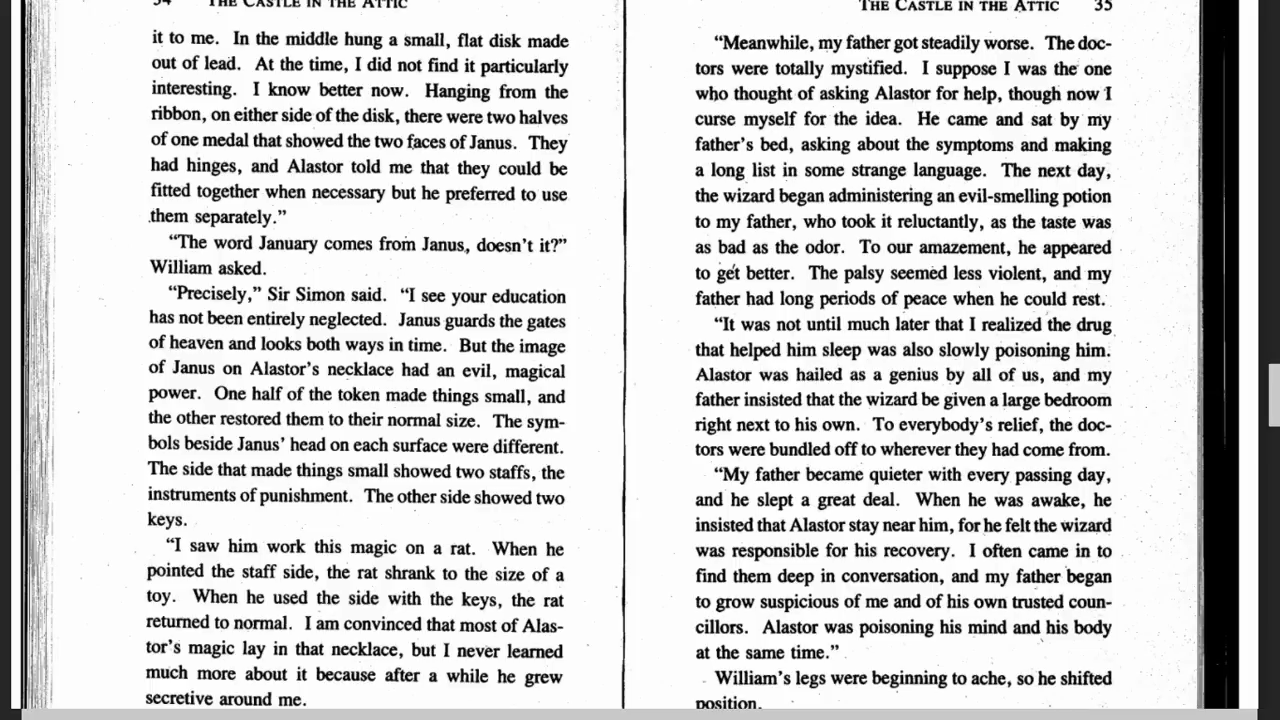 34 THE CASTLE IN THE ATTIC
it to me. In the middle hung a small, flat disk made
out of lead. At the time, I did not find it particularly
interesting. I know better now. Hanging from the
ribbon, on either side of the disk, there were two halves
of one medal that showed the two faces of Janus. They
had hinges, and Alastor told me that they could be
fitted together when necessary but he preferred to use
them separately.”
“The word January comes from Janus, doesn’t it?”
William asked.
“Precisely,” Sir Simon said. “I see your education
has not been entirely neglected. Janus guards the gates
of heaven and looks both ways in time. But the image
of Janus on Alastor’s necklace had an evil, magical
power. One half of the token made things small, and
the other restored them to their normal size. The sym-
bols beside Janus’ head on each surface were different.
The side that made things small showed two staffs, the
instruments of punishment. The other side showed two
keys.
“I saw him work this magic on a rat. When he
pointed the staff side, the rat shrank to the size of a
toy. When he used the side with the keys, the rat
returned to normal. I am convinced that most of Alas-
tor’s magic lay in that necklace, but I never learned
much more about it because after a while he grew
secretive around me.
THE CASTLE IN THE ATTIC 35
“Meanwhile, my father got steadily worse. The doc-
tors were totally mystified. I suppose I was the one
who thought of asking Alastor for help, though now I
curse myself for the idea. He came and sat by my
father’s bed, asking about the symptoms and making
a long list in some strange language. The next day,
the wizard began administering an evil-smelling potion
to my father, who took it reluctantly, as the taste was
as bad as the odor. To our amazement, he appeared
to get better. The palsy seemed less violent, and my
father had long periods of peace when he could rest.
“It was not until much later that I realized the drug
that helped him sleep was also slowly poisoning him.
Alastor was hailed as a genius by all of us, and my
father insisted that the wizard be given a large bedroom
right next to his own. To everybody’s relief, the doc-
tors were bundled off to wherever they had come from.
“My father became quieter with every passing day,
and he slept a great deal. When he was awake, he
insisted that Alastor stay near him, for he felt the wizard
was responsible for his recovery. I often came in to
find them deep in conversation, and my father began
to grow suspicious of me and of his own trusted coun-
cillors. Alastor was poisoning his mind and his body
at the same time.”
William’s legs were beginning to ache, so he shifted
position.